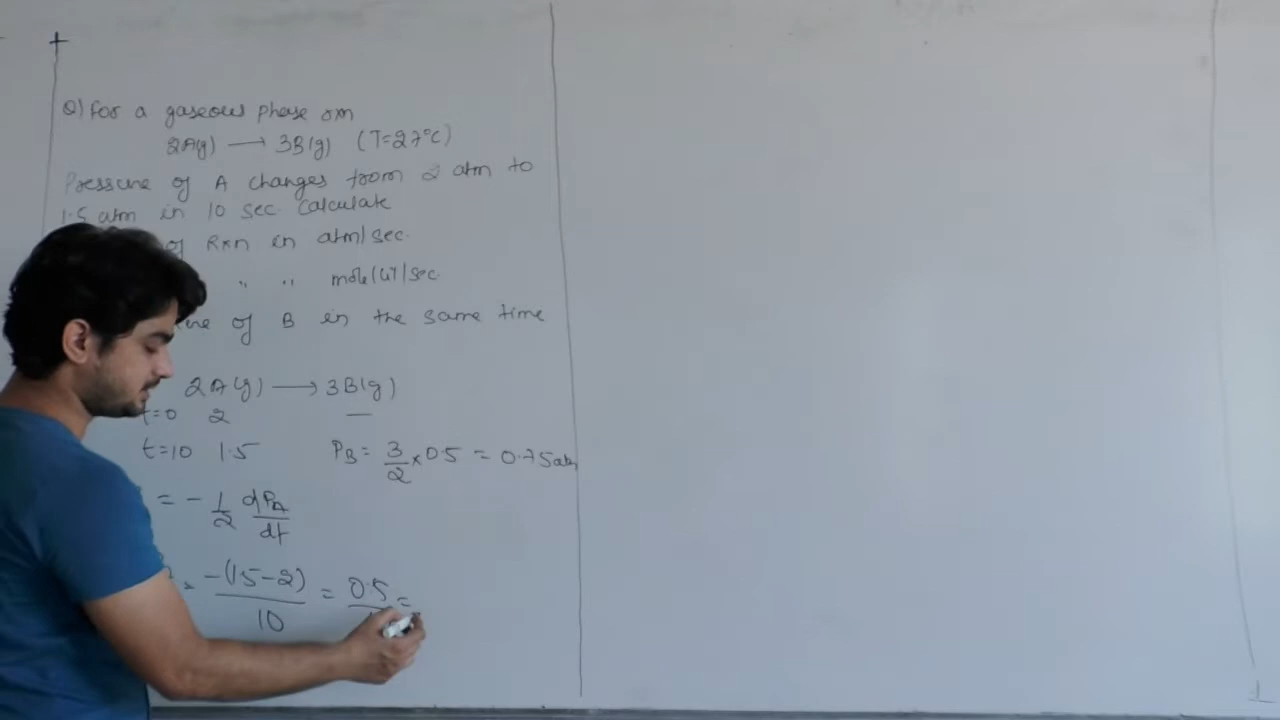 Q) for a gaseous phase rxn
2A(g) → 3B(g) (T=27°C)
Pressure of A changes from 2 atm to
1.5 atm in 10 sec. Calculate
of Rxn in atm/sec.
" " mole/LIT/sec.
of B in the same time
2A(g) → 3B(g)
t=0 2 —
t=10 1.5 PB = 3/2 × 0.5 = 0.75 atm
= - 1/2 dPA/dt
-(1.5-2)/10 = 0.5 =